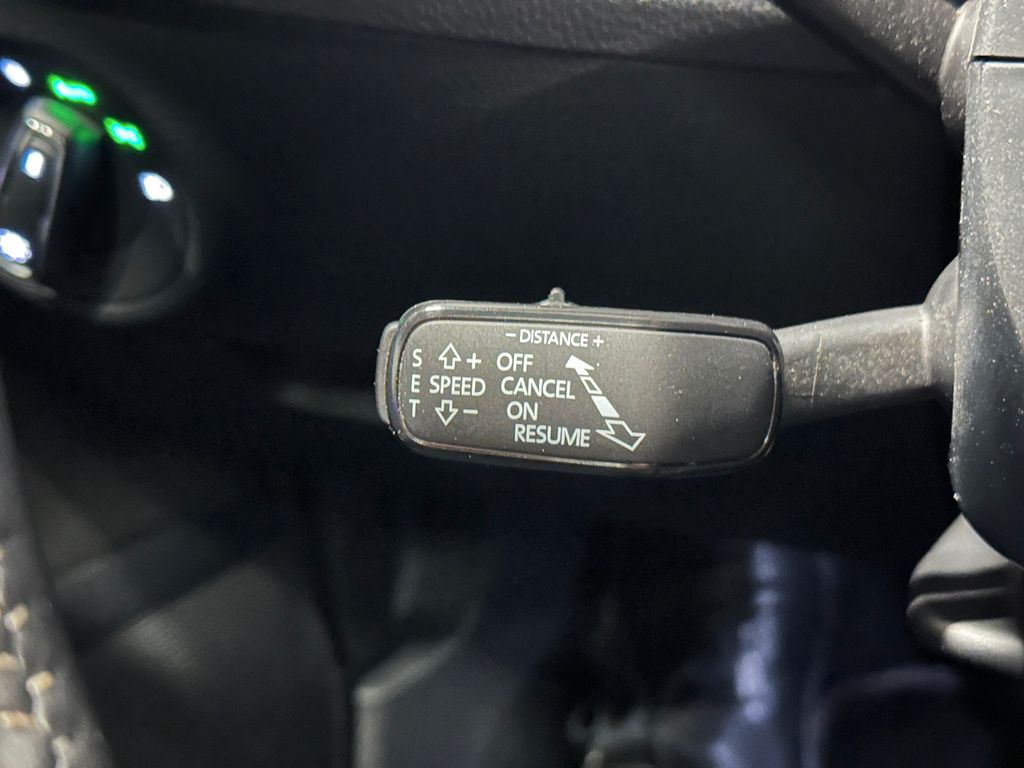 - DISTANCE +
S + OFF
E SPEED CANCEL
T - ON
RESUME